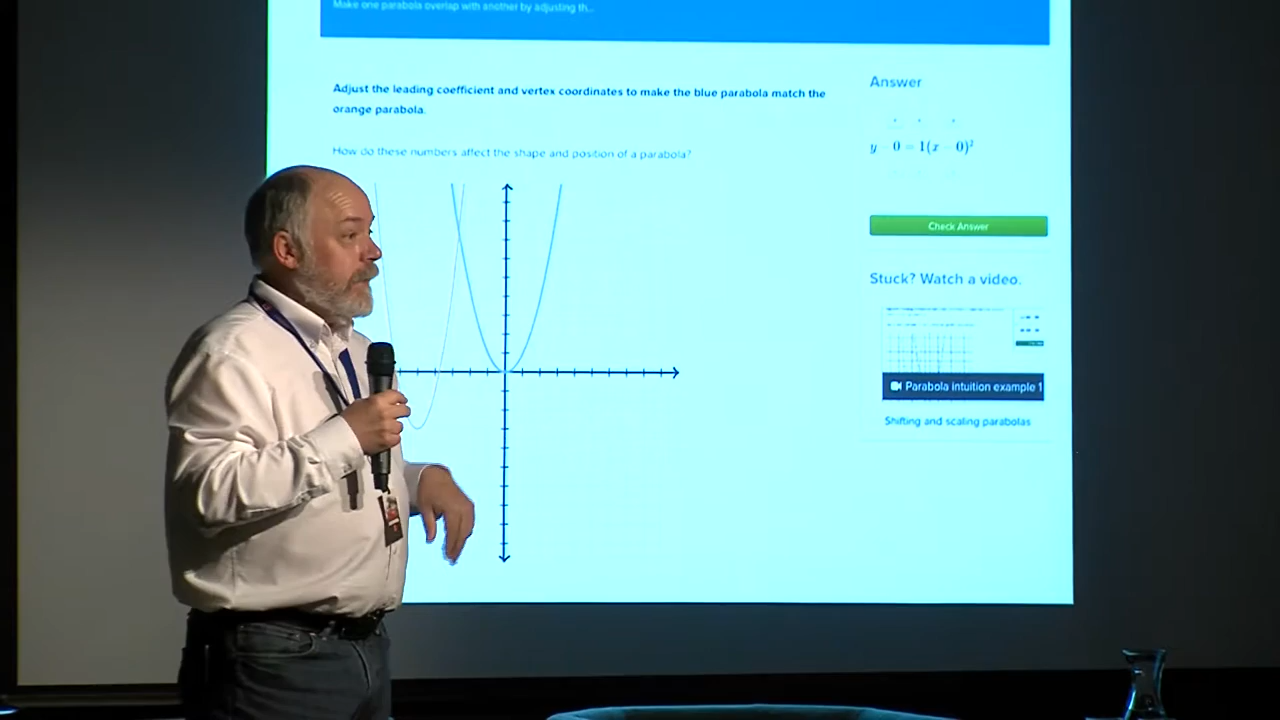 Make one parabola overlap with another by adjusting th...
Adjust the leading coefficient and vertex coordinates to make the blue parabola match the
orange parabola.
How do these numbers affect the shape and position of a parabola?
Answer
y - 0 = 1(x - 0)²
Check Answer
Stuck? Watch a video.
Parabola intuition example 1
Shifting and scaling parabolas